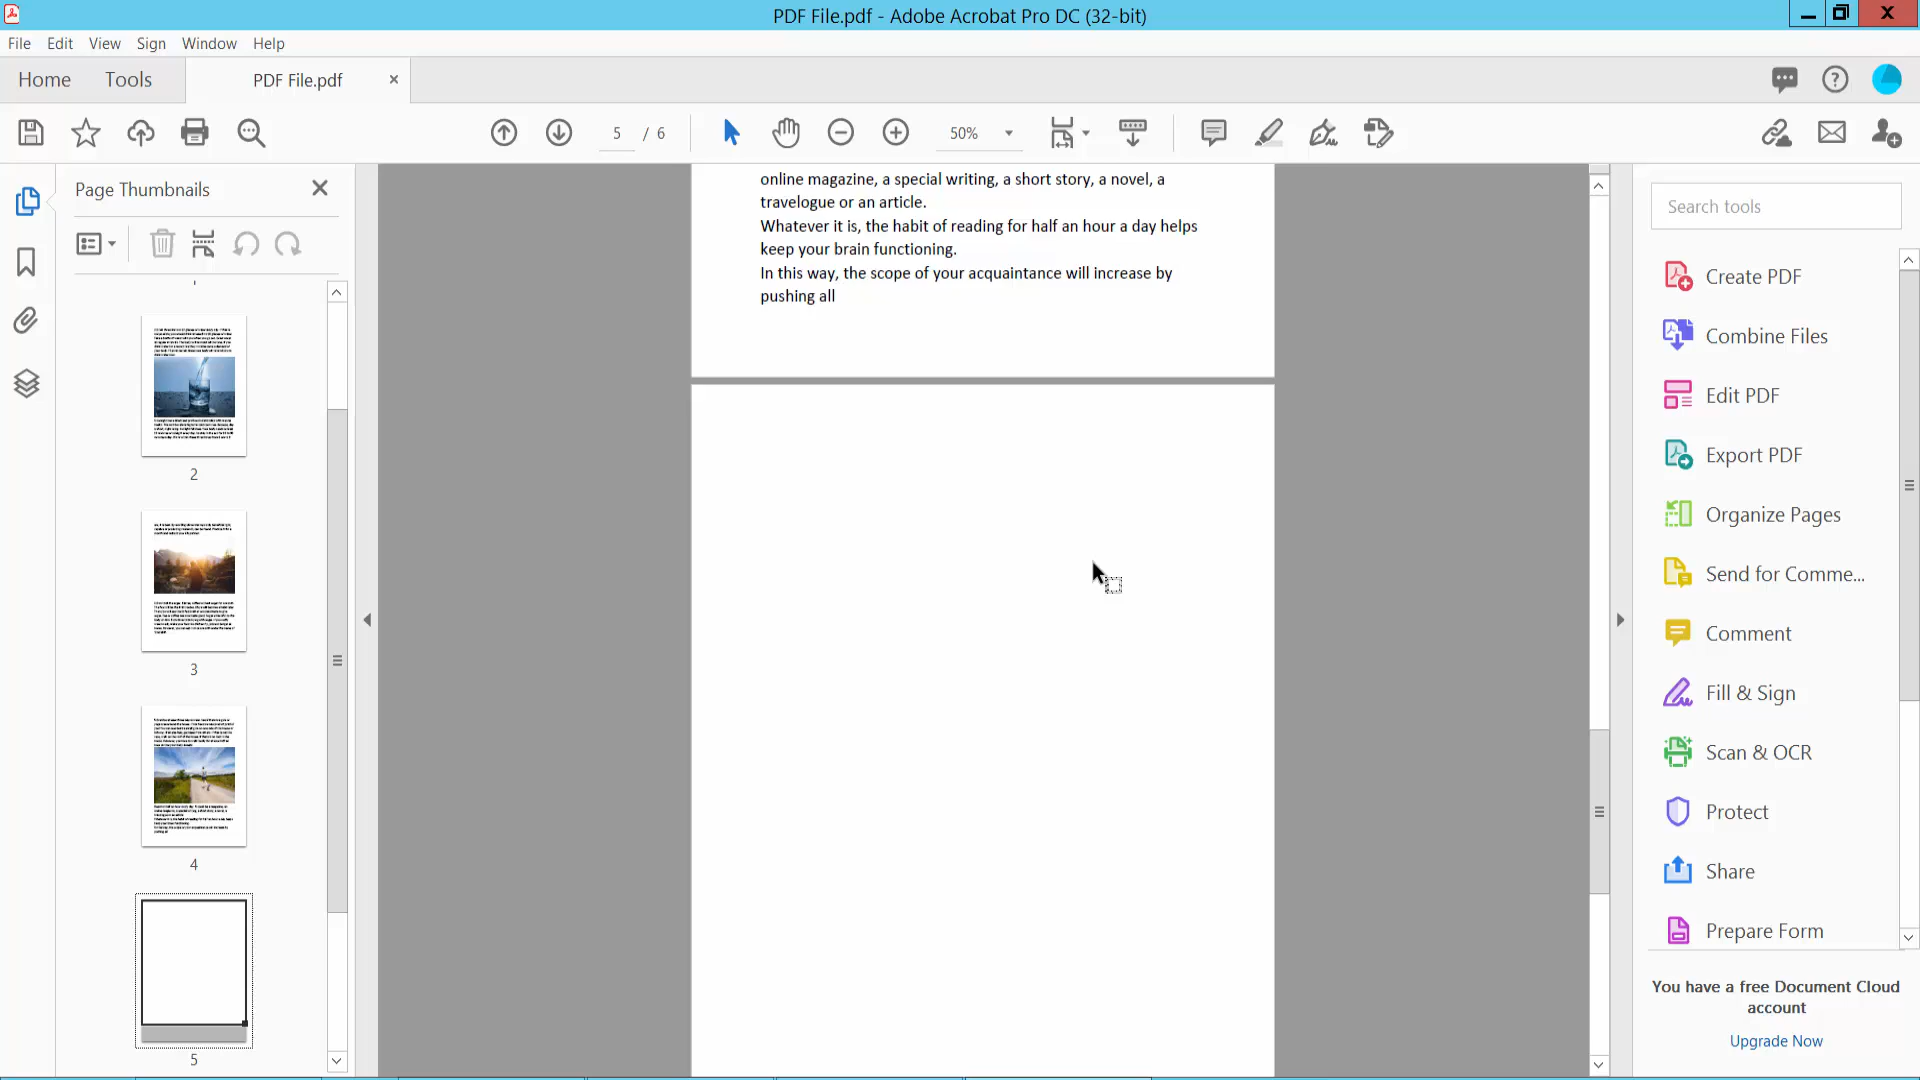 PDF File.pdf - Adobe Acrobat Pro DC (32-bit)
File Edit View Sign Window Help
Home Tools PDF File.pdf
5 / 6 50%
Page Thumbnails
2
3
4
5
online magazine, a special writing, a short story, a novel, a
travelogue or an article.
Whatever it is, the habit of reading for half an hour a day helps
keep your brain functioning.
In this way, the scope of your acquaintance will increase by
pushing all
Search tools
Create PDF
Combine Files
Edit PDF
Export PDF
Organize Pages
Send for Comme...
Comment
Fill & Sign
Scan & OCR
Protect
Share
Prepare Form
You have a free Document Cloud
account
Upgrade Now